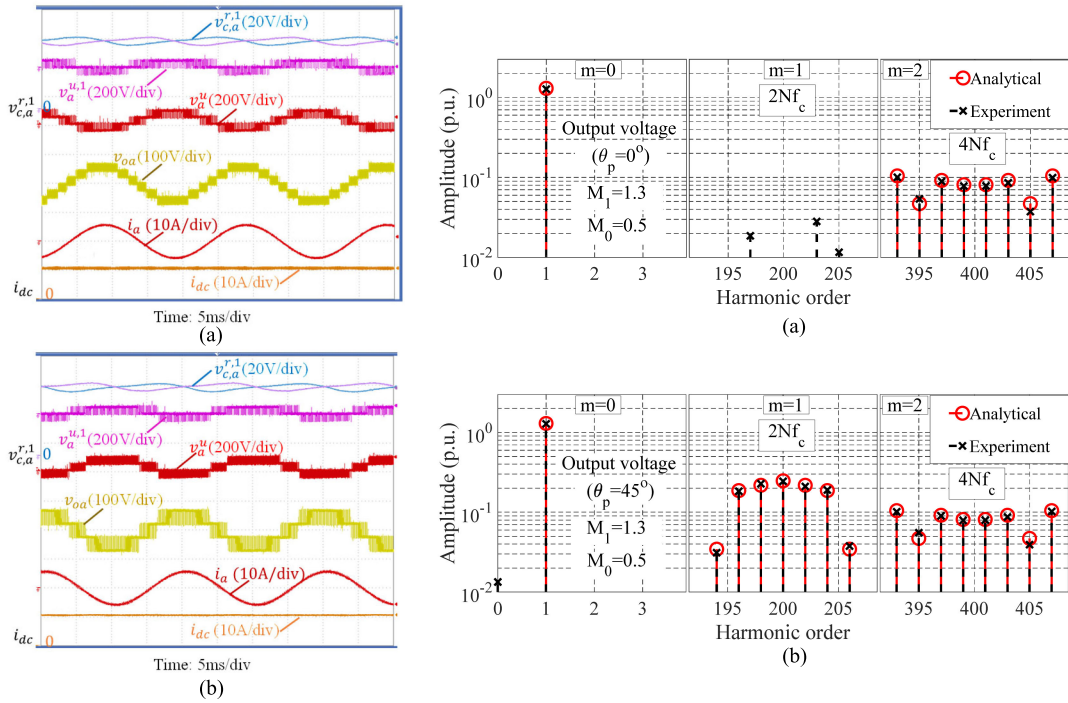 v_{c,a}^{r,1}(20V/div)
v_a^{u,1}(200V/div)
v_{c,a}^{r,1} 0
v_a^u(200V/div)
v_{oa}(100V/div)
i_a (10A/div)
i_{dc} 0
i_{dc} (10A/div)
Time: 5ms/div
(a)
v_{c,a}^{r,1}(20V/div)
v_a^{u,1}(200V/div)
v_{c,a}^{r,1} 0
v_a^u(200V/div)
v_{oa}(100V/div)
i_a (10A/div)
i_{dc} 0
i_{dc} (10A/div)
Time: 5ms/div
(b)
m=0
m=1
m=2
2Nf_c
Analytical
Experiment
4Nf_c
Output voltage
(θ_p=0°)
M_1=1.3
M_0=0.5
Amplitude (p.u.)
10^0
10^{-1}
10^{-2}
0 1 2 3
195 200 205
395 400 405
Harmonic order
(a)
m=0
m=1
m=2
2Nf_c
Analytical
Experiment
4Nf_c
Output voltage
(θ_p=45°)
M_1=1.3
M_0=0.5
Amplitude (p.u.)
10^0
10^{-1}
10^{-2}
0 1 2 3
195 200 205
395 400 405
Harmonic order
(b)